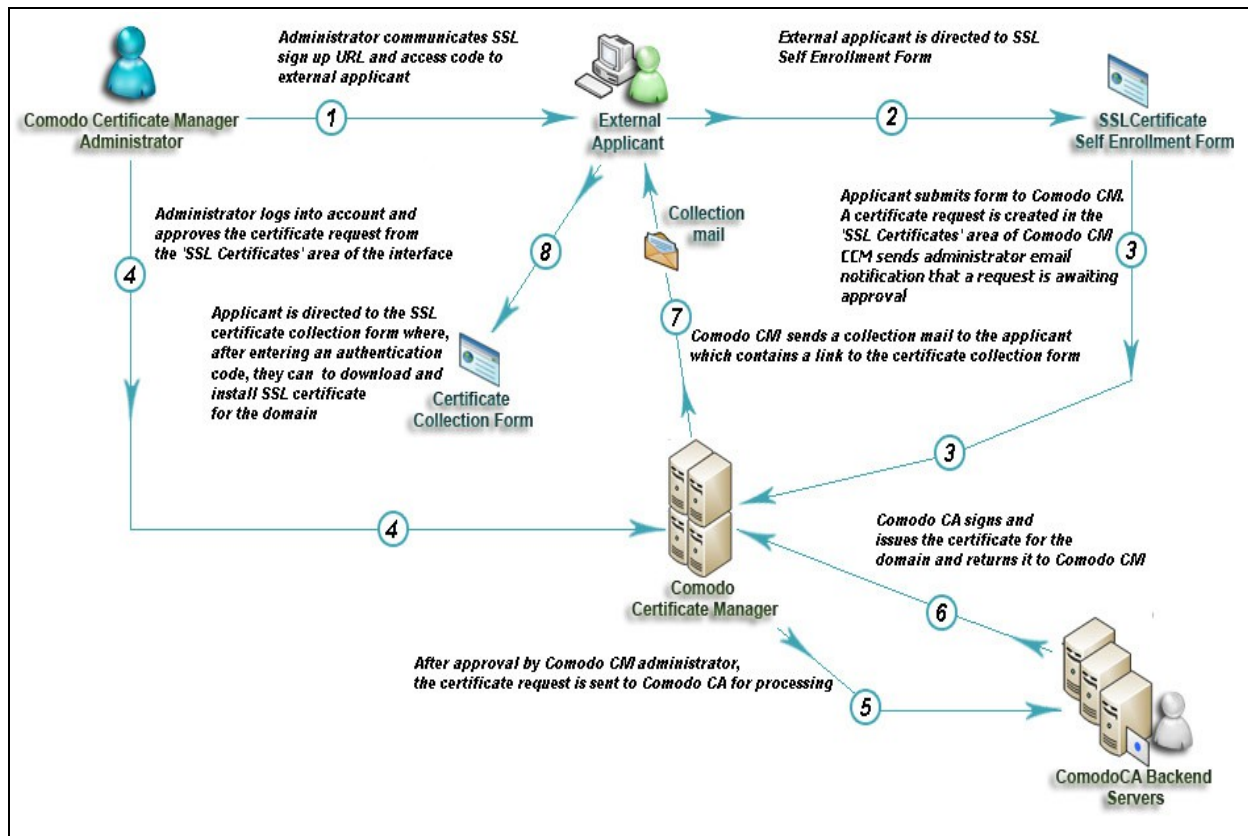 Administrator communicates SSL
sign up URL and access code to
external applicant
External applicant is directed to SSL
Self Enrollment Form
Comodo Certificate Manager
Administrator
1
External
Applicant
2
SSLCertificate
Self Enrollment Form
Administrator logs into account and
approves the certificate request from
the 'SSL Certificates' area of the interface
4
8
Collection
mail
Applicant submits form to Comodo CM.
A certificate request is created in the
'SSL Certificates' area of Comodo CM
CCM sends administrator email
notification that a request is awaiting
approval
3
Applicant is directed to the SSL
certificate collection form where,
after entering an authentication
code, they can to download and
install SSL certificate
for the domain
Certificate
Collection Form
7
Comodo CM sends a collection mail to the applicant
which contains a link to the certificate collection form
3
4
Comodo
Certificate Manager
Comodo CA signs and
issues the certificate for the
domain and returns it to Comodo CM
6
After approval by Comodo CM administrator,
the certificate request is sent to Comodo CA for processing
5
ComodoCA Backend
Servers